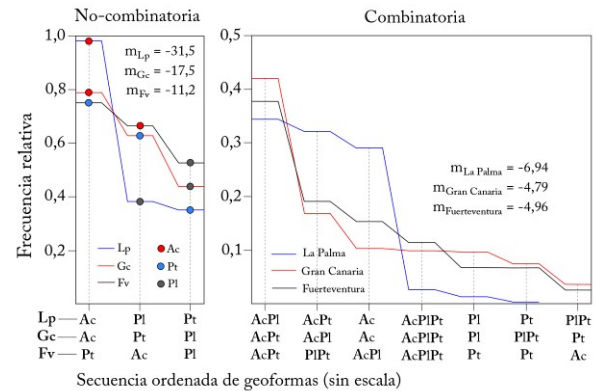 No-combinatoria
Combinatoria
Frecuencia relativa
1,0
0,8
0,6
0,4
0,2
mLp = -31,5
mGc = -17,5
mFv = -11,2
Lp
Gc
Fv
Ac
Pt
Pl
0,5
0,4
0,3
0,2
0,1
mLa Palma = -6,94
mGran Canaria = -4,79
mFuerteventura = -4,96
La Palma
Gran Canaria
Fuerteventura
Lp Ac Pl Pt AcPl AcPt Ac AcPlPt Pl Pt PlPt
Gc Ac Pt Pl AcPt AcPl Ac AcPlPt Pl PlPt Pt
Fv Pt Ac Pl AcPt PlPt AcPl AcPlPt Pt Pt Ac
Secuencia ordenada de geoformas (sin escala)